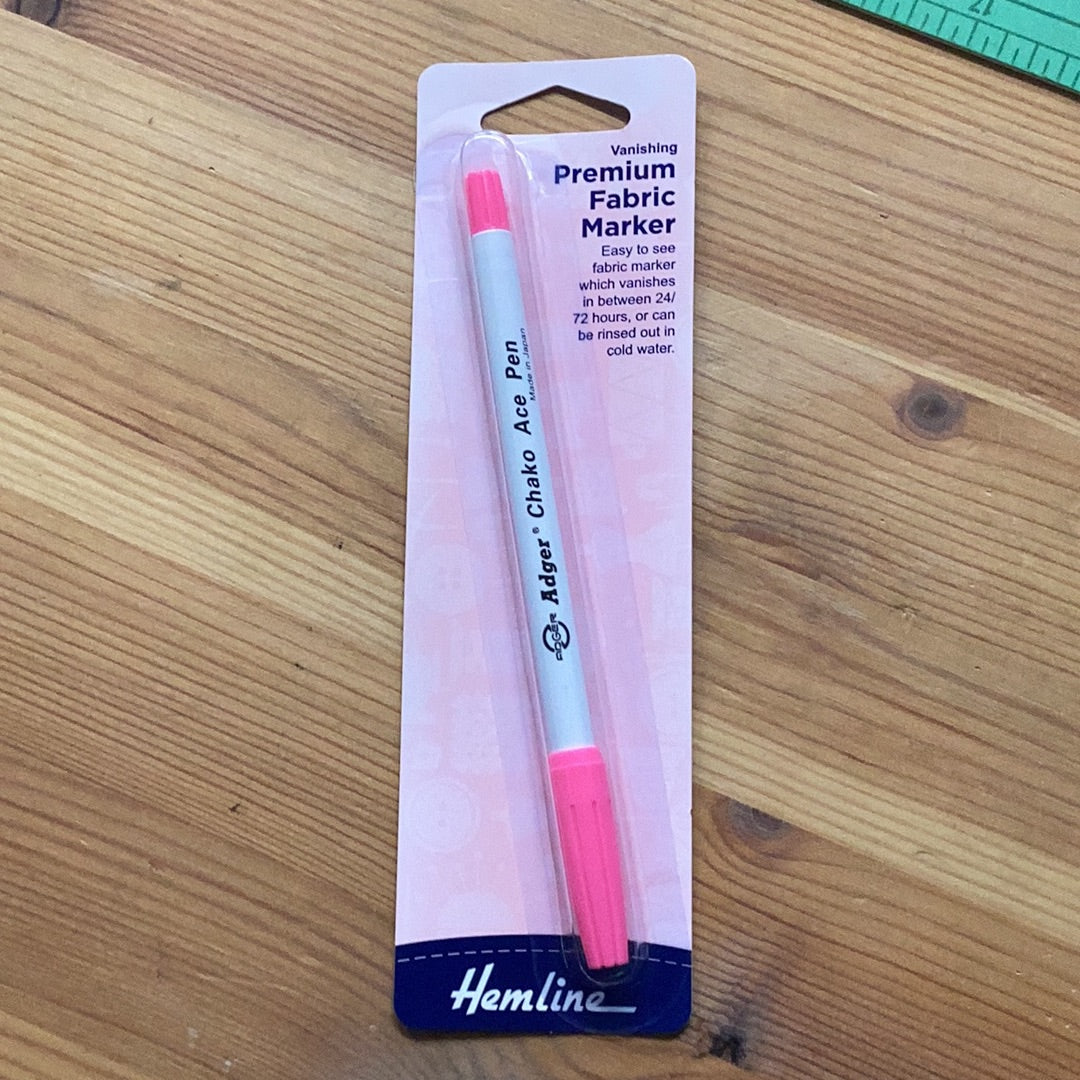 Vanishing
Premium
Fabric
Marker
Easy to see
fabric marker
which vanishes
in between 24/
72 hours, or can
be rinsed out in
cold water.
ADGER Adger® Chako Ace Pen
Made in Japan
Hemline